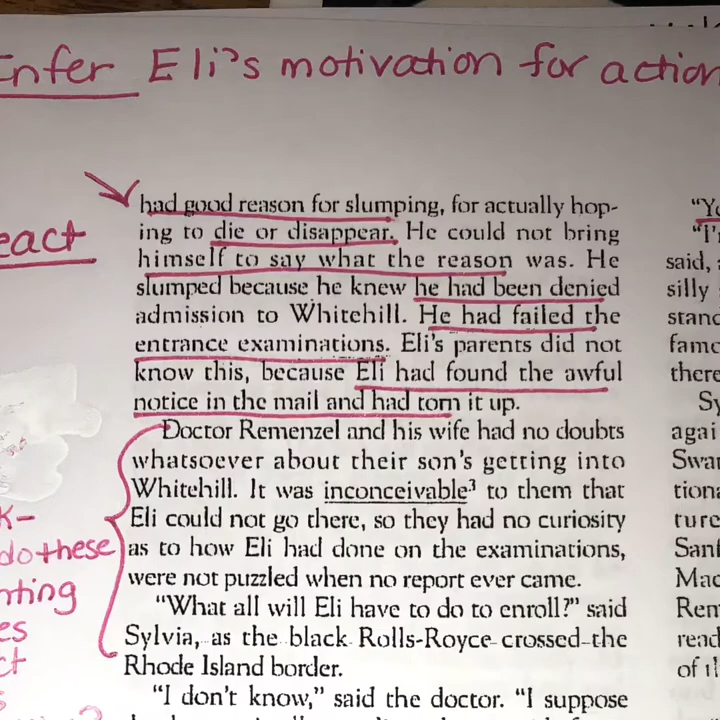 Infer Eli's motivation for action
had good reason for slumping, for actually hop-
ing to die or disappear. He could not bring
himself to say what the reason was. He
slumped because he knew he had been denied
admission to Whitehill. He had failed the
entrance examinations. Eli's parents did not
know this, because Eli had found the awful
notice in the mail and had torn it up.
Doctor Remenzel and his wife had no doubts
whatsoever about their son's getting into
Whitehill. It was inconceivable³ to them that
Eli could not go there, so they had no curiosity
as to how Eli had done on the examinations,
were not puzzled when no report ever came.
"What all will Eli have to do to enroll?" said
Sylvia, as the black Rolls-Royce crossed the
Rhode Island border.
"I don't know," said the doctor. "I suppose
eact
k-
do these
nting
es
ct
"Yo
"I'
said,
silly
stand
famo
there
Sy
agai
Swan
tiona
ture
Sanf
Mac
Rem
read
of tl